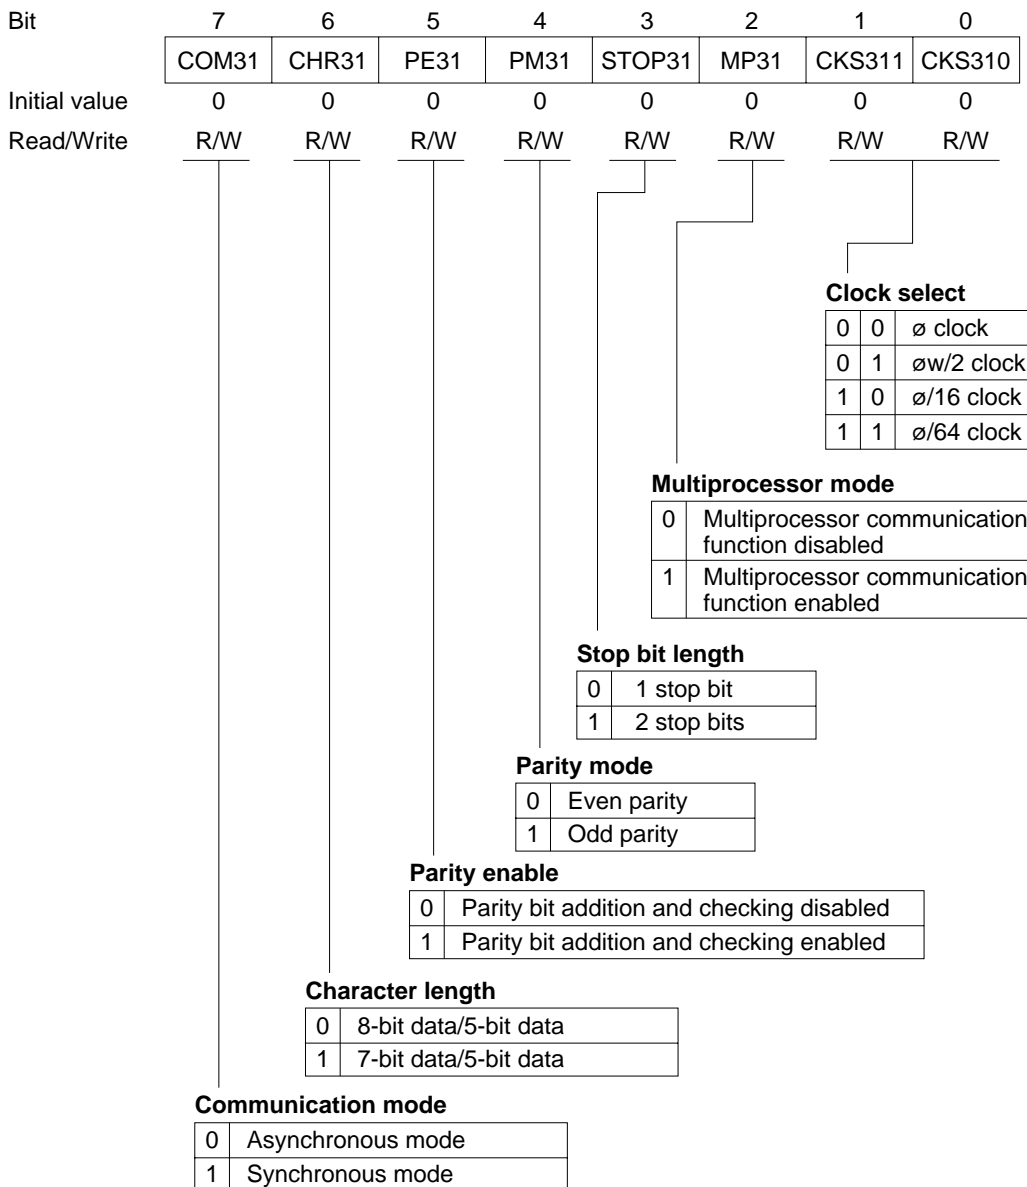 Bit 7 6 5 4 3 2 1 0
COM31 CHR31 PE31 PM31 STOP31 MP31 CKS311 CKS310
Initial value 0 0 0 0 0 0 0 0
Read/Write R/W R/W R/W R/W R/W R/W R/W R/W
Clock select
0 0 ø clock
0 1 øw/2 clock
1 0 ø/16 clock
1 1 ø/64 clock
Multiprocessor mode
0 Multiprocessor communication
function disabled
1 Multiprocessor communication
function enabled
Stop bit length
0 1 stop bit
1 2 stop bits
Parity mode
0 Even parity
1 Odd parity
Parity enable
0 Parity bit addition and checking disabled
1 Parity bit addition and checking enabled
Character length
0 8-bit data/5-bit data
1 7-bit data/5-bit data
Communication mode
0 Asynchronous mode
1 Synchronous mode